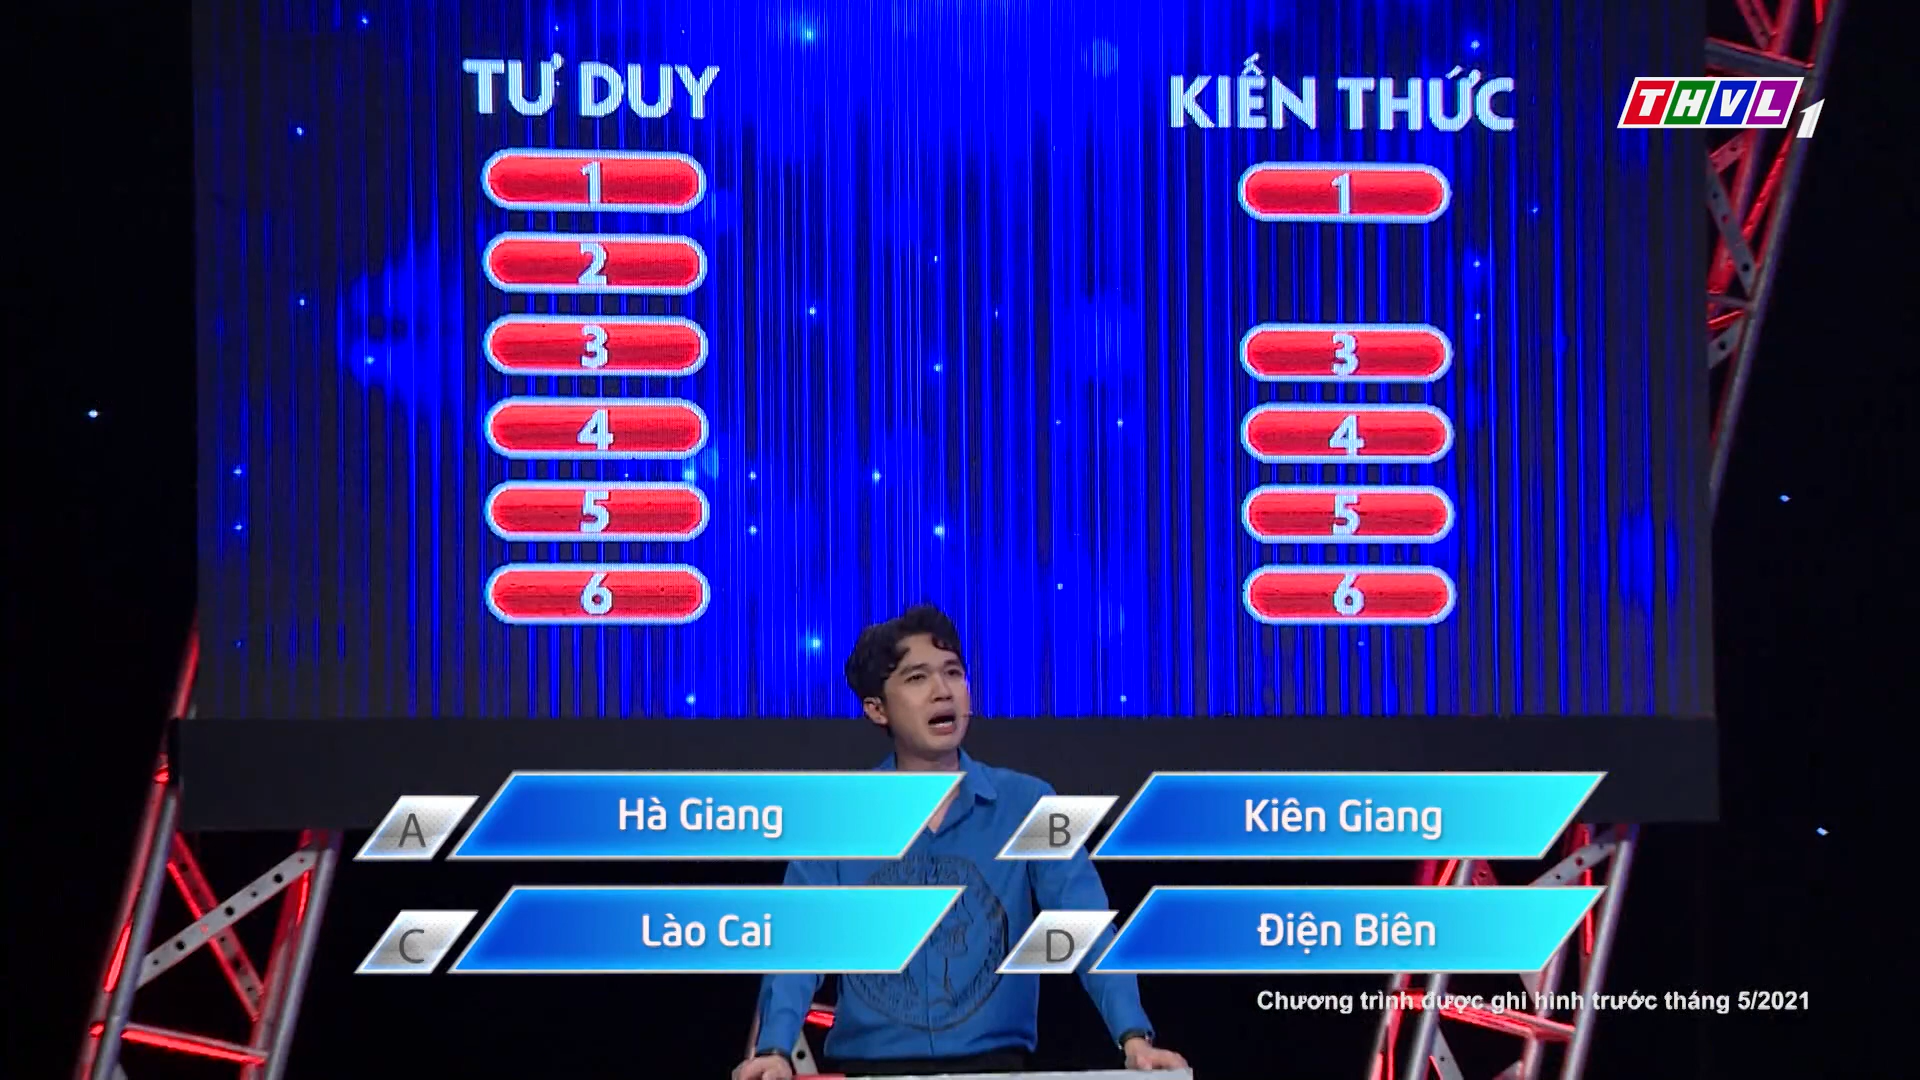 TƯ DUY
KIẾN THỨC
THVL1
1
1
2
3
3
4
4
5
5
6
6
A
Hà Giang
B
Kiên Giang
C
Lào Cai
D
Điện Biên
Chương trình được ghi hình trước tháng 5/2021